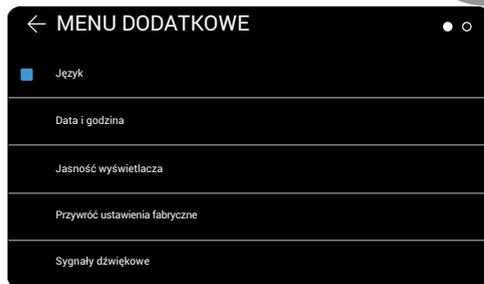 MENU DODATKOWE
Język
Data i godzina
Jasność wyświetlacza
Przywróć ustawienia fabryczne
Sygnały dźwiękowe